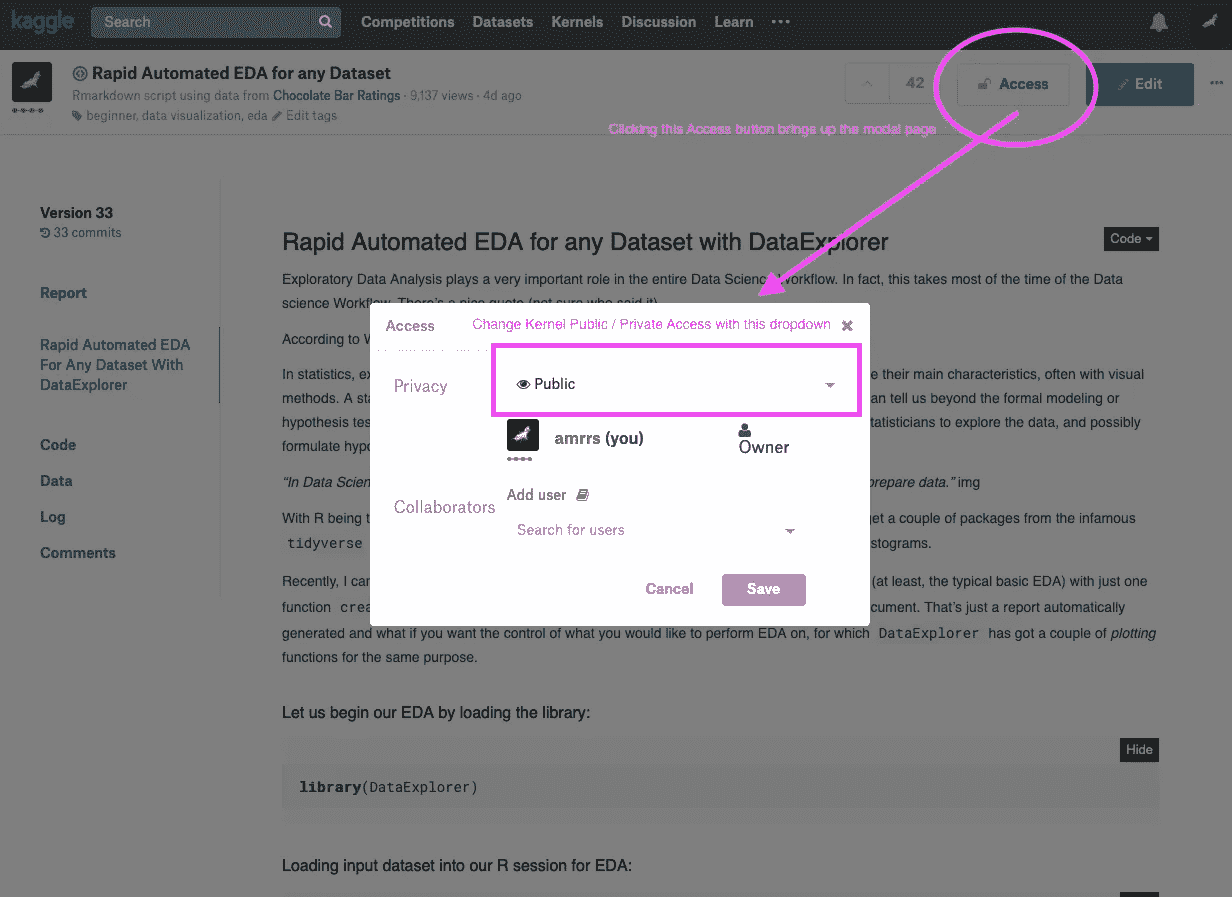 kaggle Search Competitions Datasets Kernels Discussion Learn
Rapid Automated EDA for any Dataset
42 Access Edit
Rmarkdown script using data from Chocolate Bar Ratings · 9,137 views · 4d ago
beginner, data visualization, eda Edit tags
Clicking this Access button brings up the modal page
Version 33
33 commits
Report
Rapid Automated EDA
For Any Dataset With
DataExplorer
Code
Data
Log
Comments
Rapid Automated EDA for any Dataset with DataExplorer
Code
Exploratory Data Analysis plays a very important role in the entire Data Science Workflow. In fact, this takes most of the time of the Data
science Workflow. There's a nice quote (not sure who said it)
According to W
In statistics, ex
e their main characteristics, often with visual
methods. A sta
an tell us beyond the formal modeling or
hypothesis tes
tatisticians to explore the data, and possibly
formulate hypo
"In Data Scien
prepare data." img
With R being t
get a couple of packages from the infamous
tidyverse
stograms.
Recently, I ca
(at least, the typical basic EDA) with just one
function crea
cument. That's just a report automatically
generated and what if you want the control of what you would like to perform EDA on, for which DataExplorer has got a couple of plotting
functions for the same purpose.
Access
Change Kernel Public / Private Access with this dropdown
Privacy
Public
amrrs (you)
Owner
Collaborators
Add user
Search for users
Cancel
Save
Let us begin our EDA by loading the library:
Hide
library(DataExplorer)
Loading input dataset into our R session for EDA: